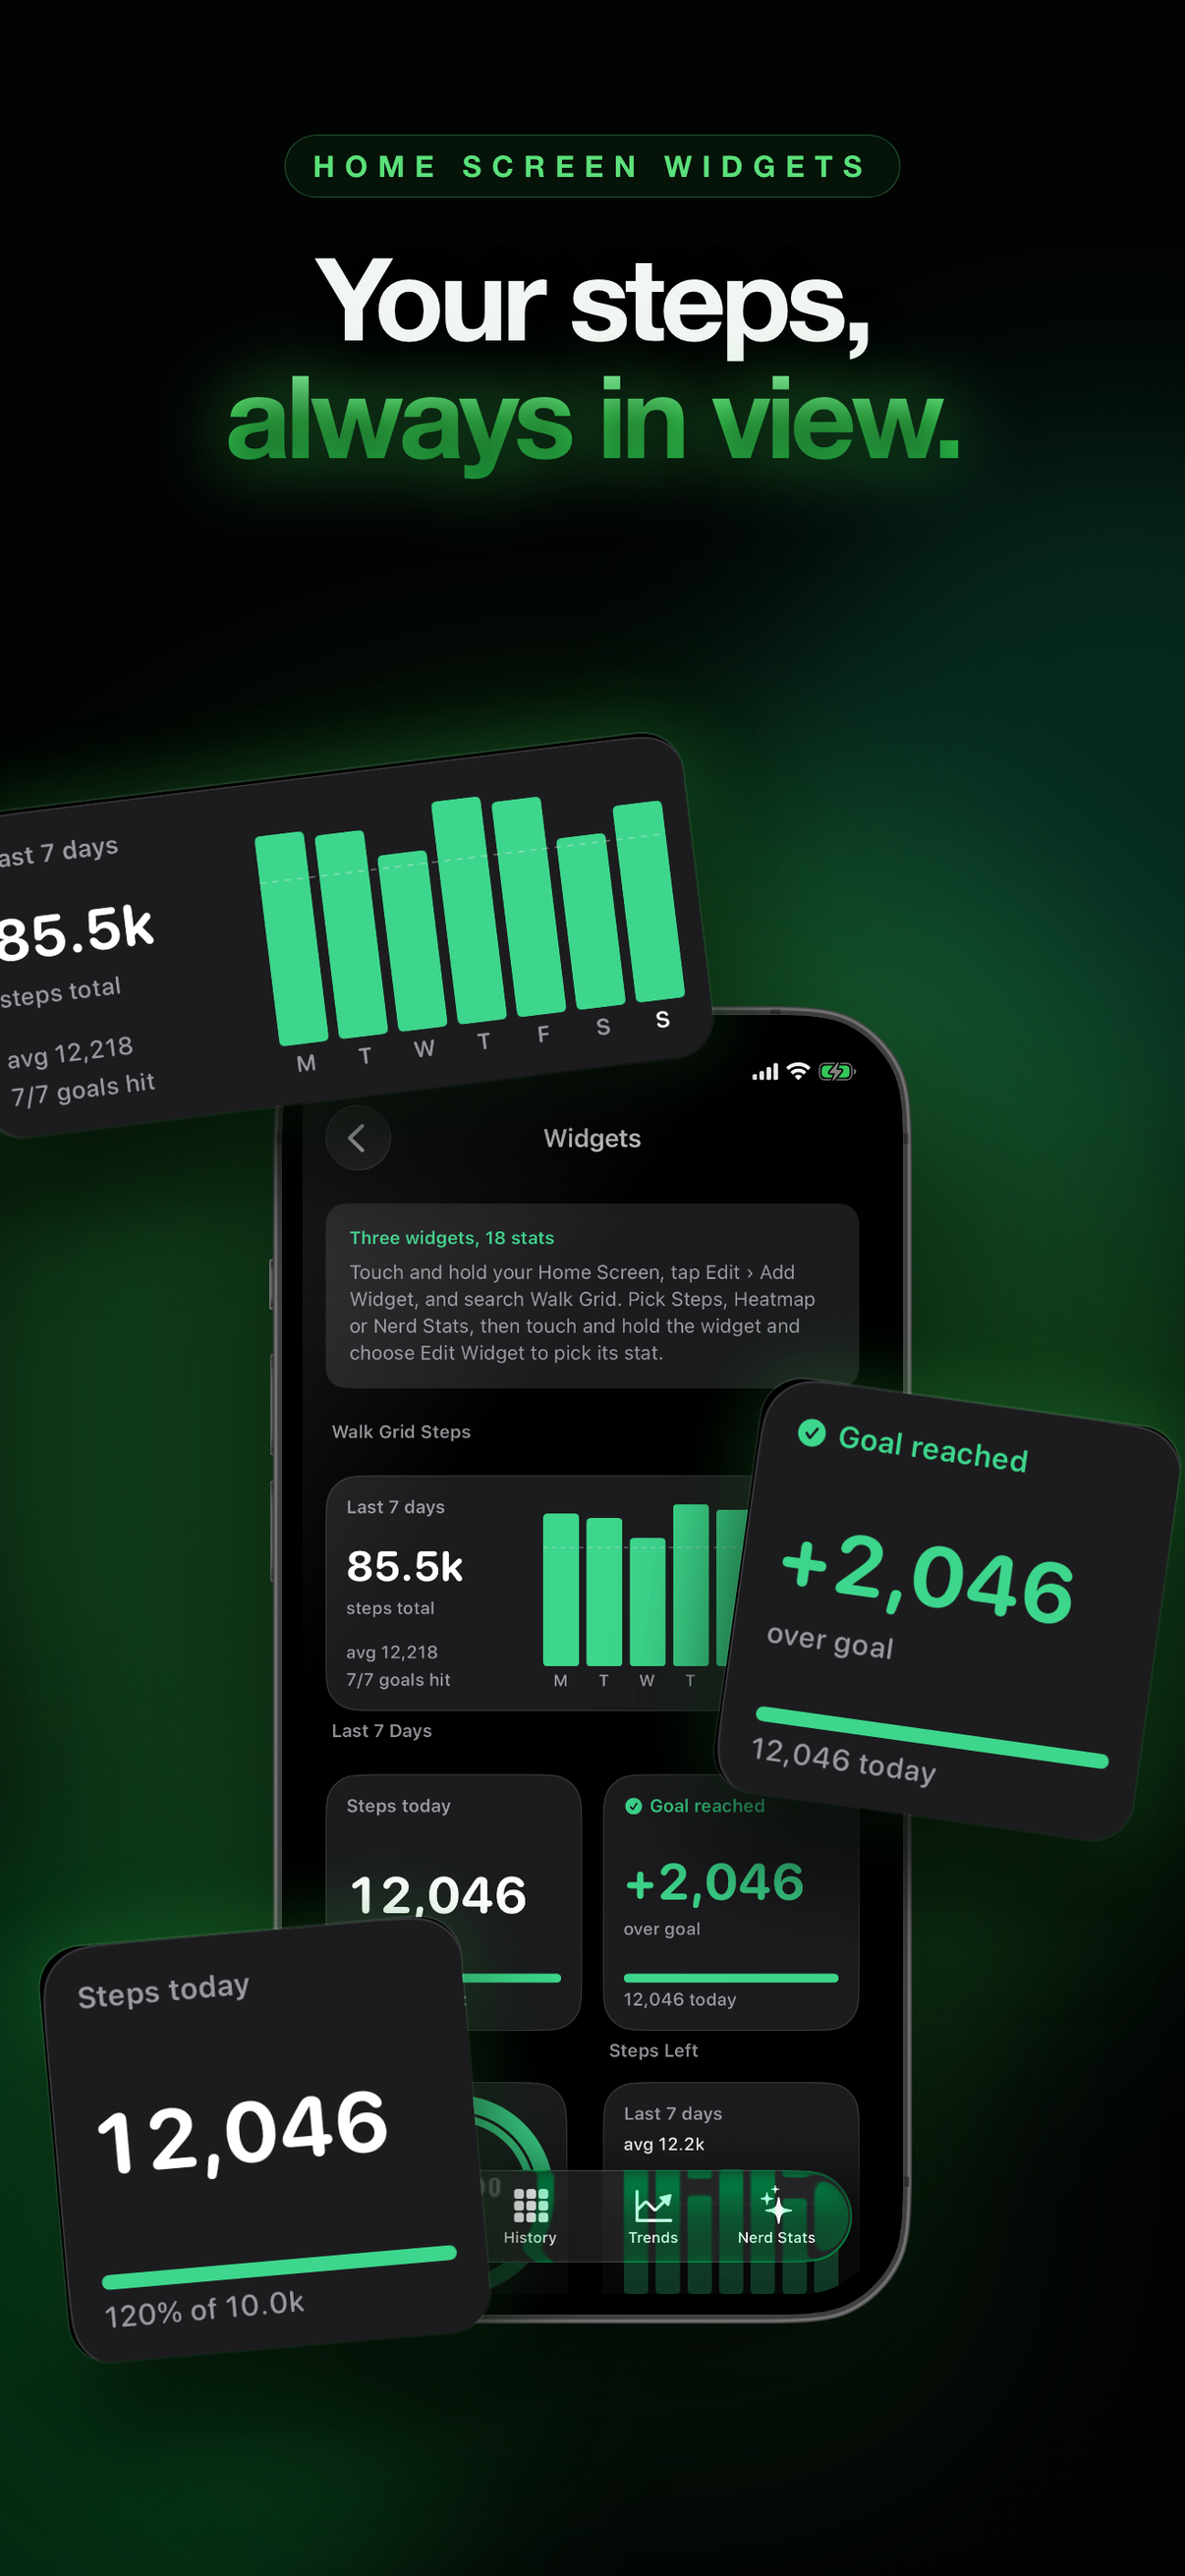 HOME SCREEN WIDGETS
Your steps,
always in view.
ast 7 days
85.5k
steps total
avg 12,218
7/7 goals hit
M T W T F S S
Widgets
Three widgets, 18 stats
Touch and hold your Home Screen, tap Edit › Add
Widget, and search Walk Grid. Pick Steps, Heatmap
or Nerd Stats, then touch and hold the widget and
choose Edit Widget to pick its stat.
Walk Grid Steps
Last 7 days
85.5k
steps total
avg 12,218
7/7 goals hit
M T W T
Last 7 Days
Goal reached
+2,046
over goal
12,046 today
Steps today
12,046
Goal reached
+2,046
over goal
12,046 today
Steps Left
Steps today
12,046
120% of 10.0k
Last 7 days
avg 12.2k
History
Trends
Nerd Stats